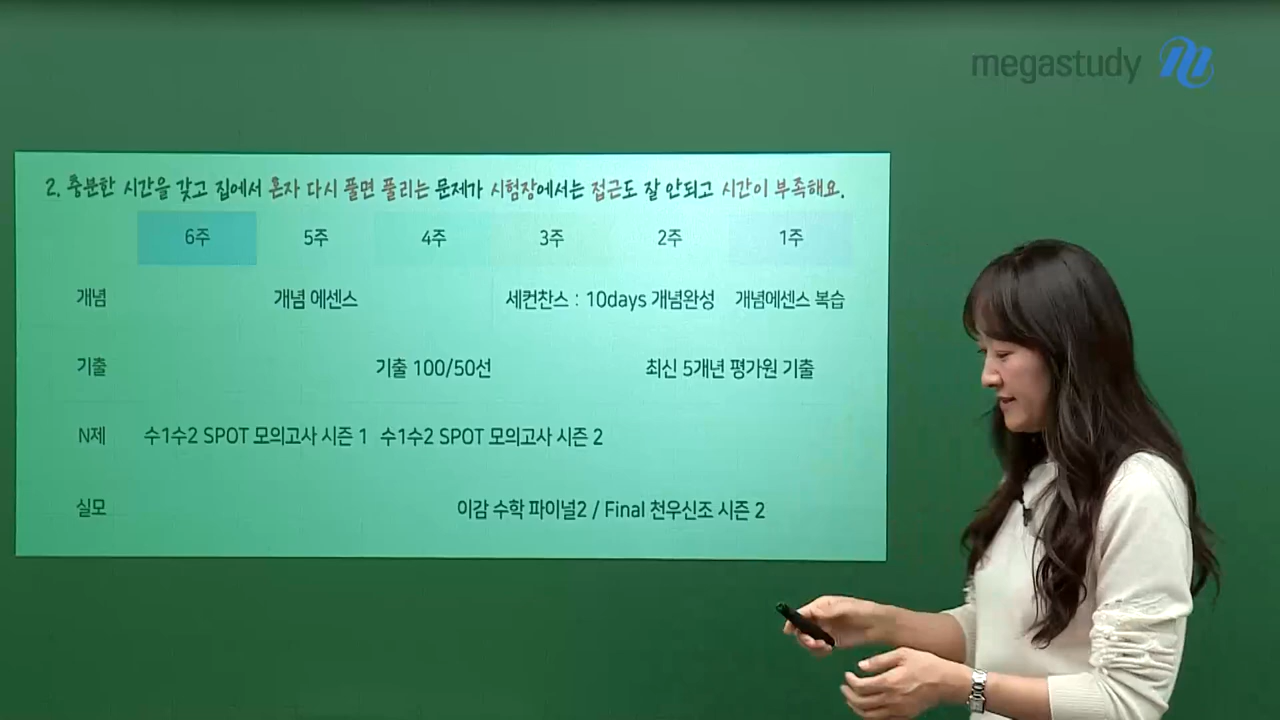 megastudy
2. 충분한 시간을 갖고 집에서 혼자 다시 풀면 풀리는 문제가 시험장에서는 접근도 잘 안되고 시간이 부족해요.
6주 5주 4주 3주 2주 1주
개념 개념 에센스 세컨찬스 : 10days 개념완성 개념에센스 복습
기출 기출 100/50선 최신 5개년 평가원 기출
N제 수1수2 SPOT 모의고사 시즌 1 수1수2 SPOT 모의고사 시즌 2
실모 이감 수학 파이널2 / Final 천우신조 시즌 2